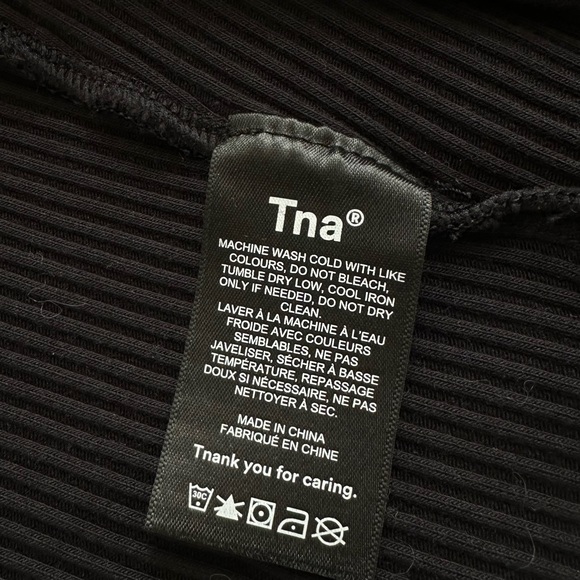 Tna®
MACHINE WASH COLD WITH LIKE
COLOURS, DO NOT BLEACH,
TUMBLE DRY LOW, COOL IRON
ONLY IF NEEDED, DO NOT DRY
CLEAN.
LAVER À LA MACHINE À L'EAU
FROIDE AVEC COULEURS
SEMBLABLES, NE PAS
JAVELISER, SÉCHER À BASSE
TEMPÉRATURE, REPASSAGE
DOUX SI NÉCESSAIRE, NE PAS
NETTOYER À SEC.
MADE IN CHINA
FABRIQUÉ EN CHINE
Thank you for caring.
30C